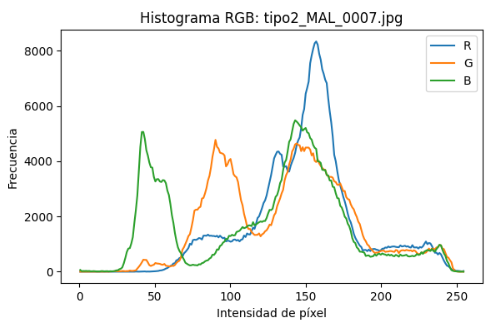 Histograma RGB: tipo2_MAL_0007.jpg
R
G
B
Frecuencia
8000
6000
4000
2000
0
0 50 100 150 200 250
Intensidad de píxel